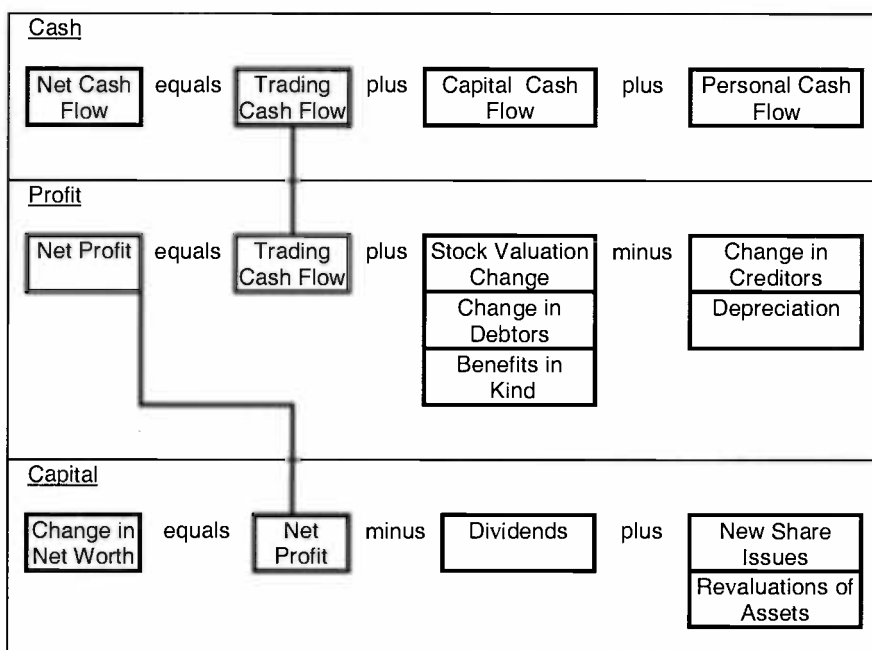 Cash
Net Cash Flow equals Trading Cash Flow plus Capital Cash Flow plus Personal Cash Flow
Profit
Net Profit equals Trading Cash Flow plus Stock Valuation Change minus Change in Creditors
Change in Debtors Depreciation
Benefits in Kind
Capital
Change in Net Worth equals Net Profit minus Dividends plus New Share Issues
Revaluations of Assets